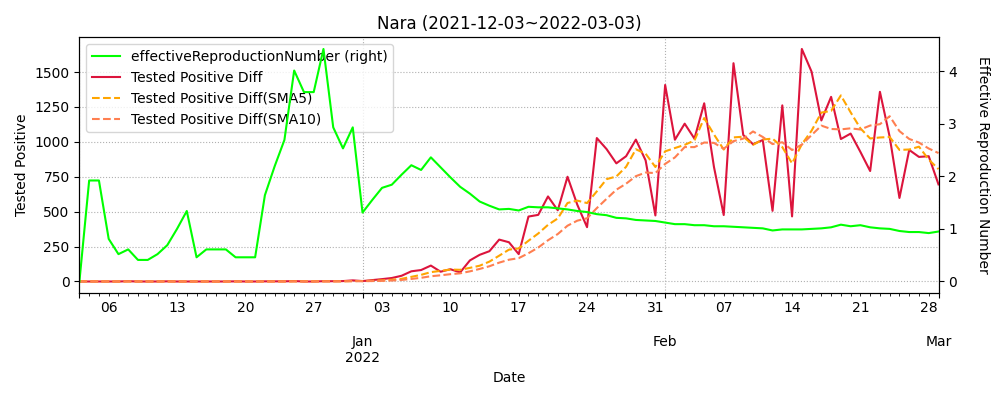 Nara (2021-12-03~2022-03-03)
effectiveReproductionNumber (right)
Tested Positive Diff
Tested Positive Diff(SMA5)
Tested Positive Diff(SMA10)
Tested Positive
1500
1250
1000
750
500
250
0
4
3
2
1
0
Effective Reproduction Number
06 13 20 27 03 10 17 24 31 07 14 21 28
Jan Feb Mar
2022
Date